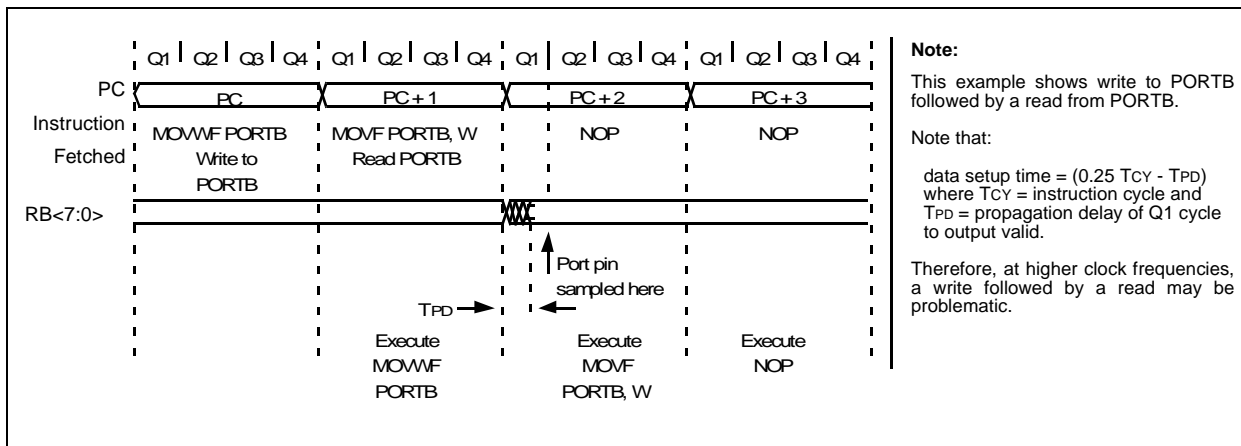 Q1 Q2 Q3 Q4 Q1 Q2 Q3 Q4 Q1 Q2 Q3 Q4 Q1 Q2 Q3 Q4
PC PC PC + 1 PC + 2 PC + 3
Instruction
Fetched
MOVWF PORTB
Write to
PORTB
MOVF PORTB, W
Read PORTB
NOP
NOP
RB<7:0>
Port pin
sampled here
TPD
Execute
MOVWF
PORTB
Execute
MOVF
PORTB, W
Execute
NOP
Note:
This example shows write to PORTB
followed by a read from PORTB.
Note that:
data setup time = (0.25 TCY - TPD)
where TCY = instruction cycle and
TPD = propagation delay of Q1 cycle
to output valid.
Therefore, at higher clock frequencies,
a write followed by a read may be
problematic.